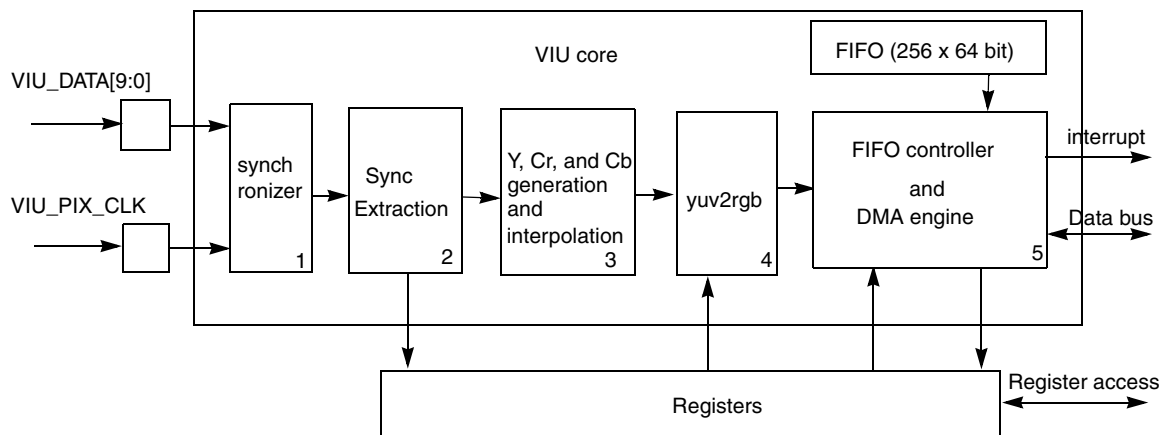 VIU core
FIFO (256 x 64 bit)
VIU_DATA[9:0]
VIU_PIX_CLK
synch
ronizer
1
Sync
Extraction
2
Y, Cr, and Cb
generation
and
interpolation
3
yuv2rgb
4
FIFO controller
and
DMA engine
5
interrupt
Data bus
Registers
Register access